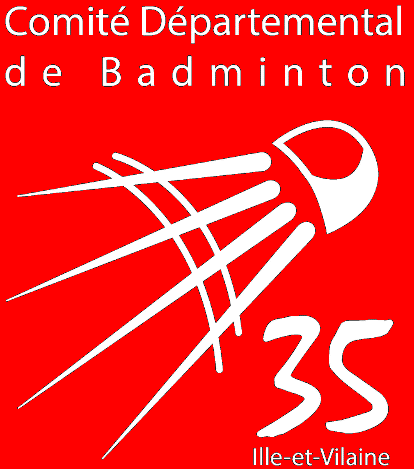 Comité Départemental
de Badminton
35
Ille-et-Vilaine